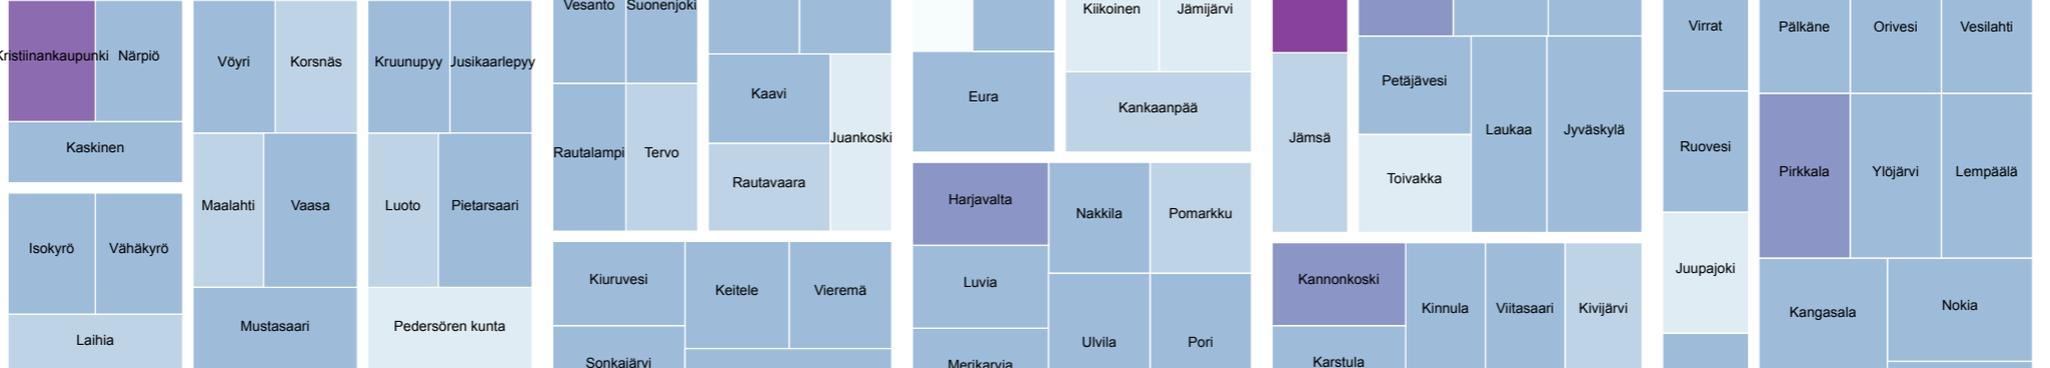 Kristiinankaupunki
Närpiö
Kaskinen
Isokyrö
Vähäkyrö
Laihia
Vöyri
Korsnäs
Maalahti
Vaasa
Mustasaari
Kruunupyy
Jusikaarlepyy
Luoto
Pietarsaari
Pedersören kunta
Vesanto
Suonenjoki
Rautalampi
Tervo
Kaavi
Juankoski
Rautavaara
Kiuruvesi
Keitele
Vieremä
Sonkajärvi
Eura
Kiikoinen
Jämijärvi
Kankaanpää
Harjavalta
Nakkila
Pomarkku
Luvia
Ulvila
Pori
Merikarvia
Jämsä
Petäjävesi
Toivakka
Laukaa
Jyväskylä
Kannonkoski
Kinnula
Viitasaari
Kivijärvi
Karstula
Virrat
Ruovesi
Juupajoki
Pälkäne
Orivesi
Vesilahti
Pirkkala
Ylöjärvi
Lempäälä
Kangasala
Nokia